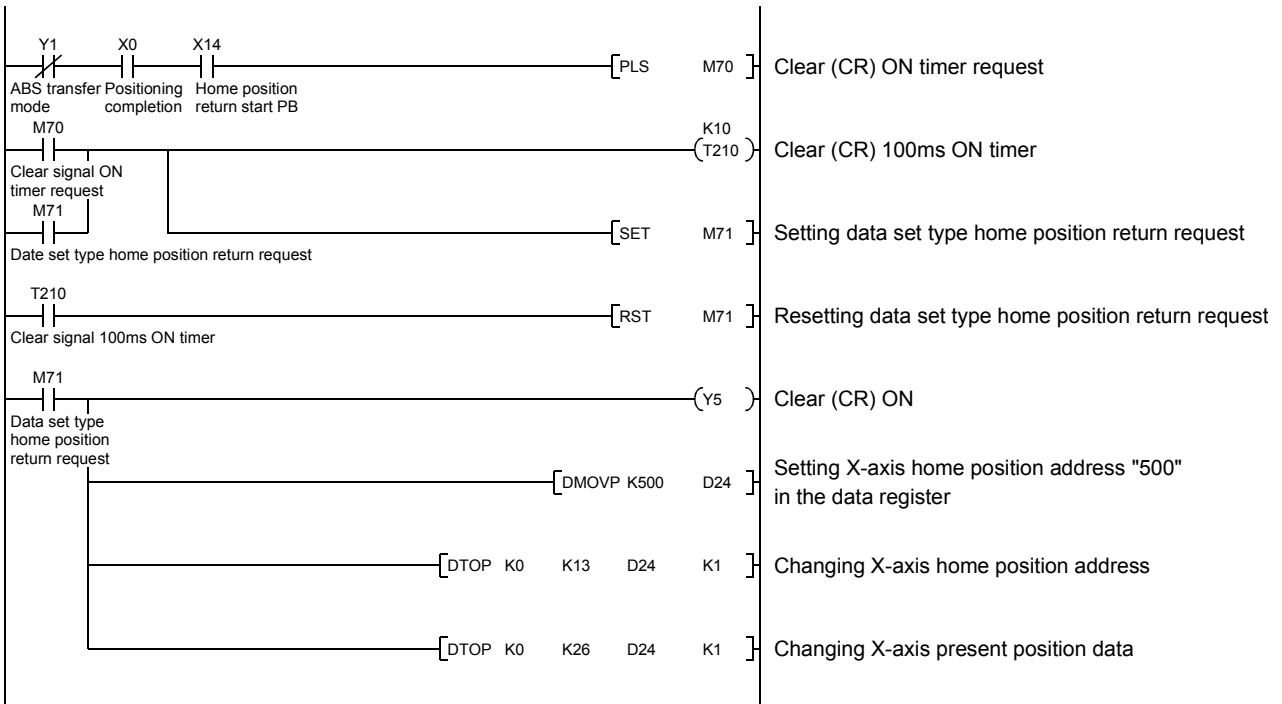 Y1 X0 X14
PLS M70 Clear (CR) ON timer request
ABS transfer mode
Positioning completion
Home position return start PB
M70 K10
T210 Clear (CR) 100ms ON timer
Clear signal ON
timer request
M71
SET M71 Setting data set type home position return request
Date set type home position return request
T210
RST M71 Resetting data set type home position return request
Clear signal 100ms ON timer
M71
Y5 Clear (CR) ON
Data set type
home position
return request
DMOVP K500 D24 Setting X-axis home position address "500"
in the data register
DTOP K0 K13 D24 K1 Changing X-axis home position address
DTOP K0 K26 D24 K1 Changing X-axis present position data